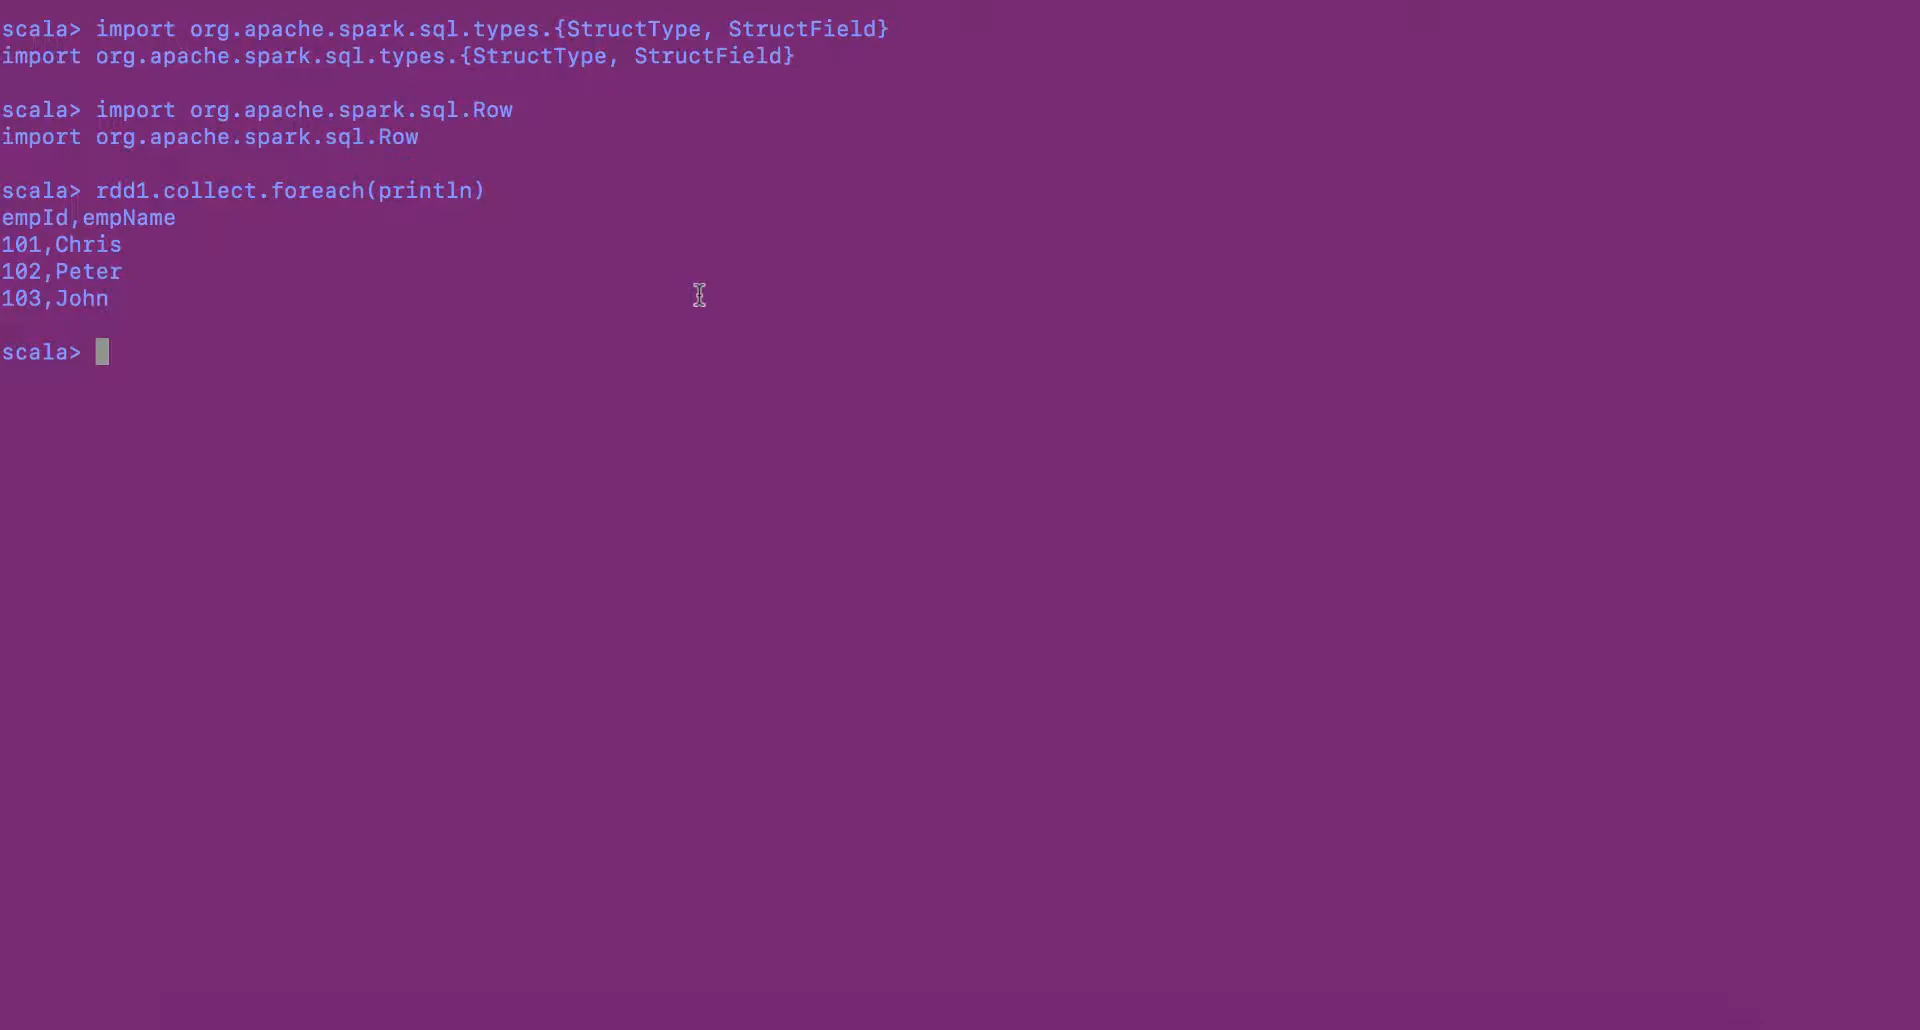 scala> import org.apache.spark.sql.types.{StructType, StructField}
import org.apache.spark.sql.types.{StructType, StructField}
scala> import org.apache.spark.sql.Row
import org.apache.spark.sql.Row
scala> rdd1.collect.foreach(println)
empId,empName
101,Chris
102,Peter
103,John
scala>